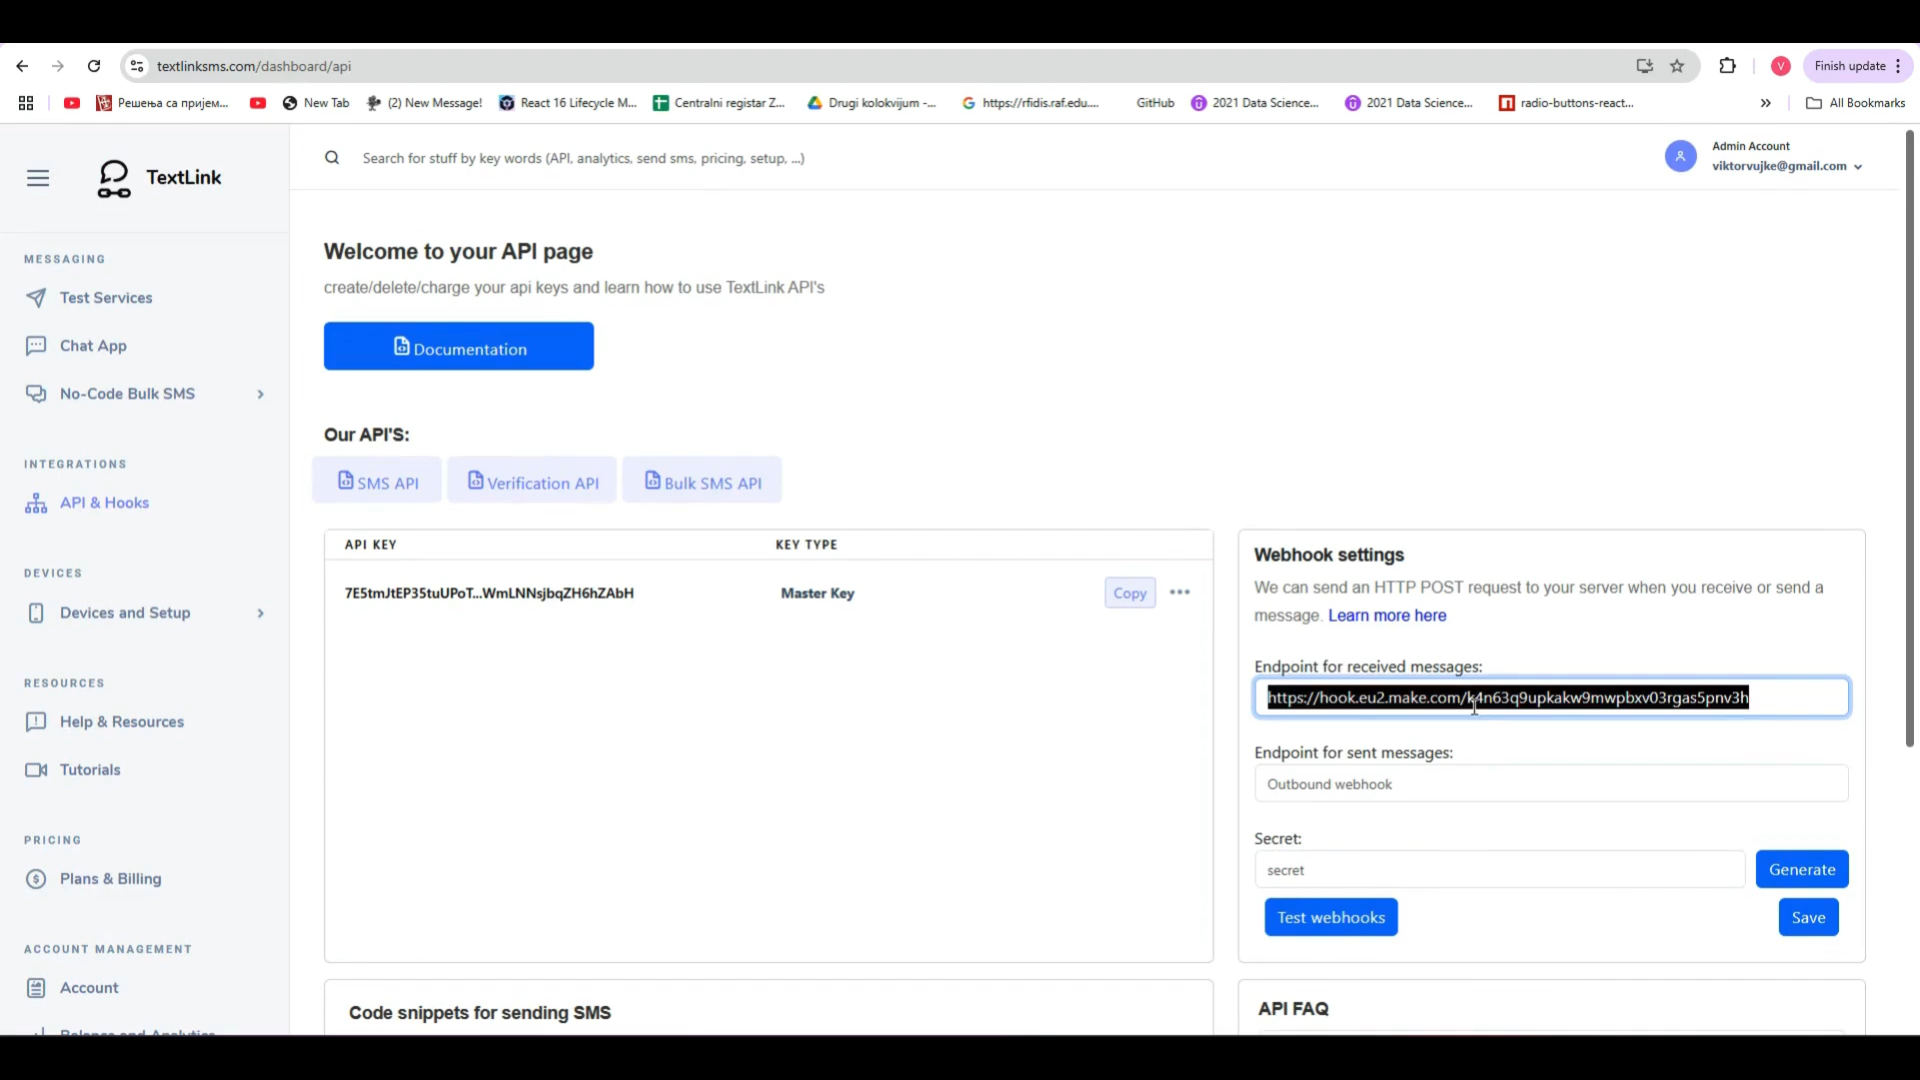 textlinksms.com/dashboard/api
V
Finish update
Решења са пријем...
New Tab
(2) New Message!
React 16 Lifecycle M...
Centralni registar Z...
Drugi kolokvijum -...
https://rfidis.raf.edu....
GitHub
2021 Data Science...
2021 Data Science...
radio-buttons-react...
»
All Bookmarks
TextLink
Search for stuff by key words (API, analytics, send sms, pricing, setup, ...)
Admin Account
viktorvujke@gmail.com
MESSAGING
Test Services
Chat App
No-Code Bulk SMS
INTEGRATIONS
API & Hooks
DEVICES
Devices and Setup
RESOURCES
Help & Resources
Tutorials
PRICING
Plans & Billing
ACCOUNT MANAGEMENT
Account
Balance and Analytics
Welcome to your API page
create/delete/charge your api keys and learn how to use TextLink API's
Documentation
Our API'S:
SMS API
Verification API
Bulk SMS API
API KEY
KEY TYPE
7E5tmJtEP35tuUPoT...WmLNNsjbqZH6hZAbH
Master Key
Copy
Code snippets for sending SMS
Webhook settings
We can send an HTTP POST request to your server when you receive or send a
message. Learn more here
Endpoint for received messages:
https://hook.eu2.make.com/k4n63q9upkakw9mwpbxv03rgas5pnv3h
Endpoint for sent messages:
Outbound webhook
Secret:
secret
Generate
Test webhooks
Save
API FAQ